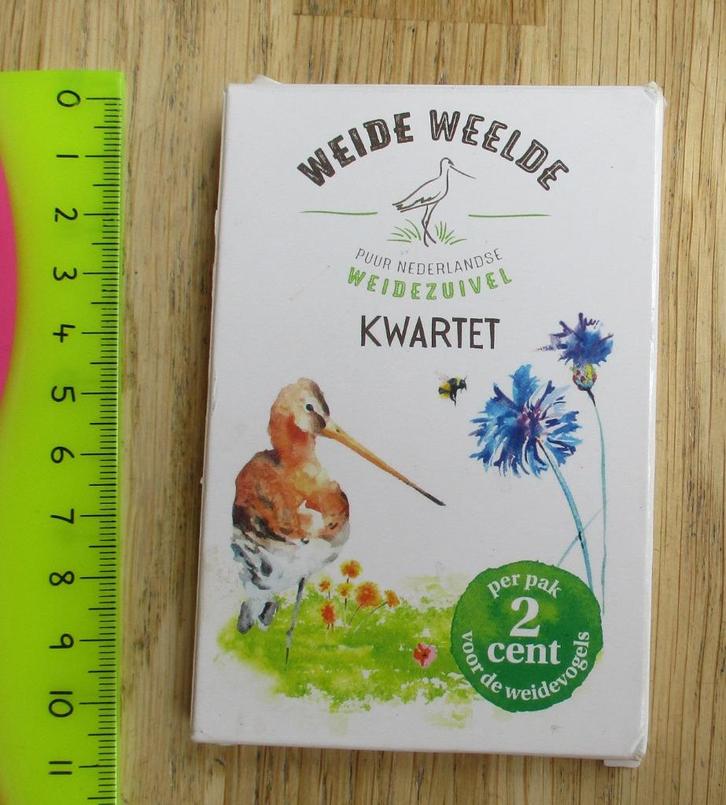 0
1
2
3
4
5
6
7
8
9
10
11
WEIDE WEELDE
PUUR NEDERLANDSE
WEIDEZUIVEL
KWARTET
per pak
2
cent
voor de weidevogels